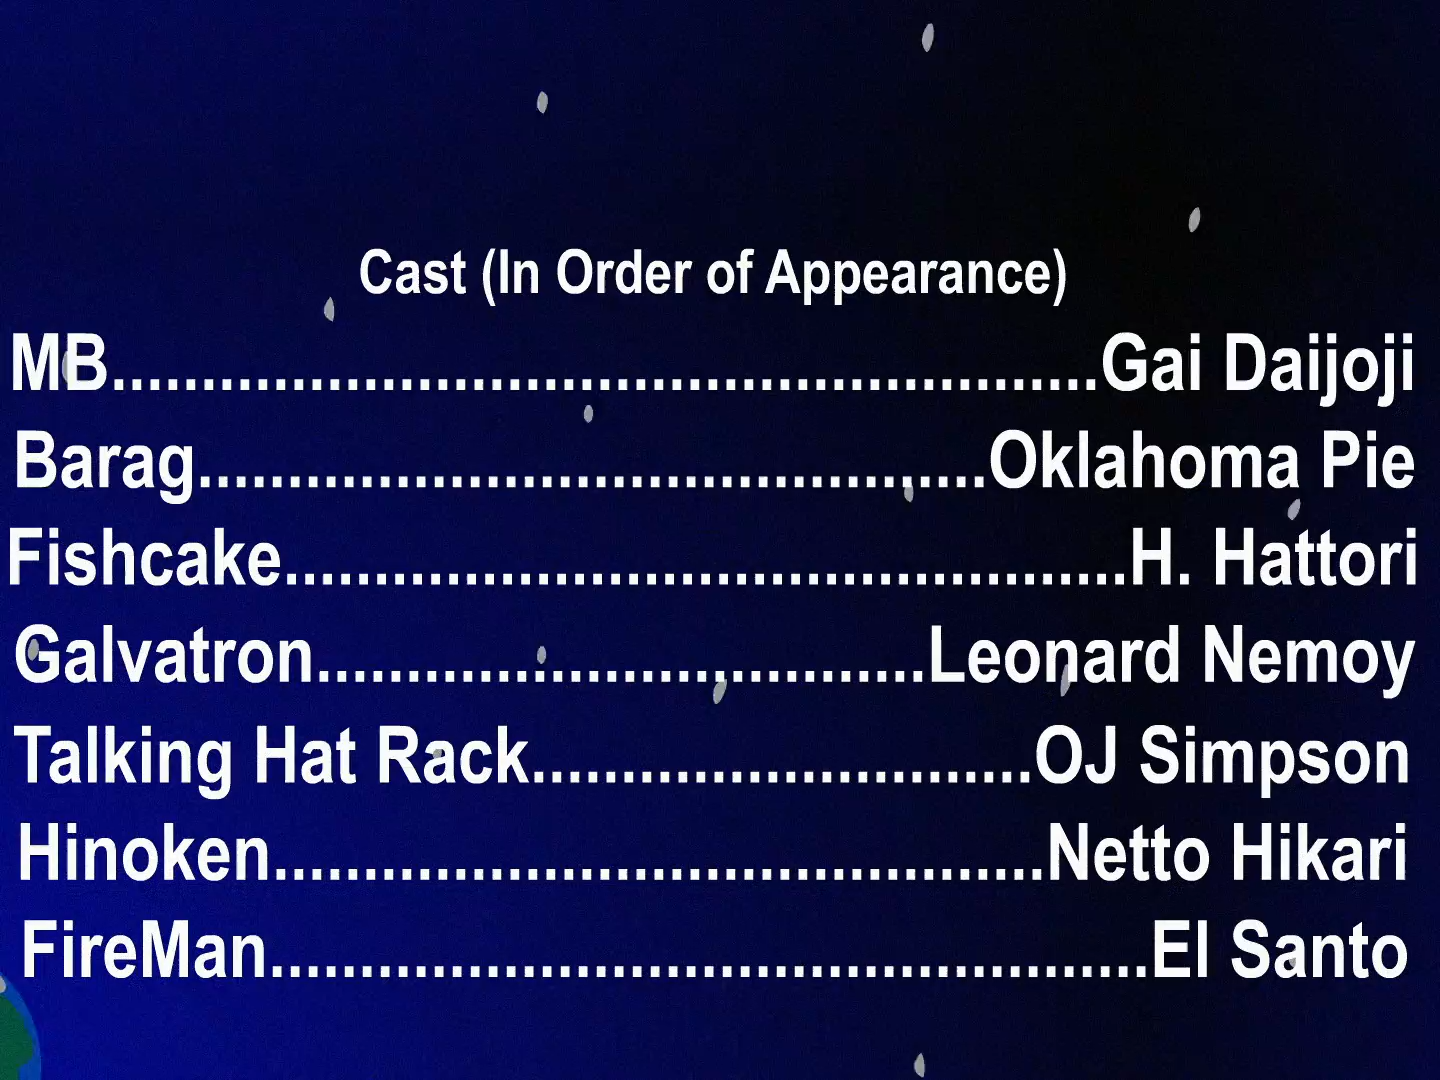 Cast (In Order of Appearance)
MB.......................................................Gai Daijoji
Barag............................................Oklahoma Pie
Fishcake...............................................H. Hattori
Galvatron..................................Leonard Nemoy
Talking Hat Rack............................OJ Simpson
Hinoken...........................................Netto Hikari
FireMan.................................................El Santo